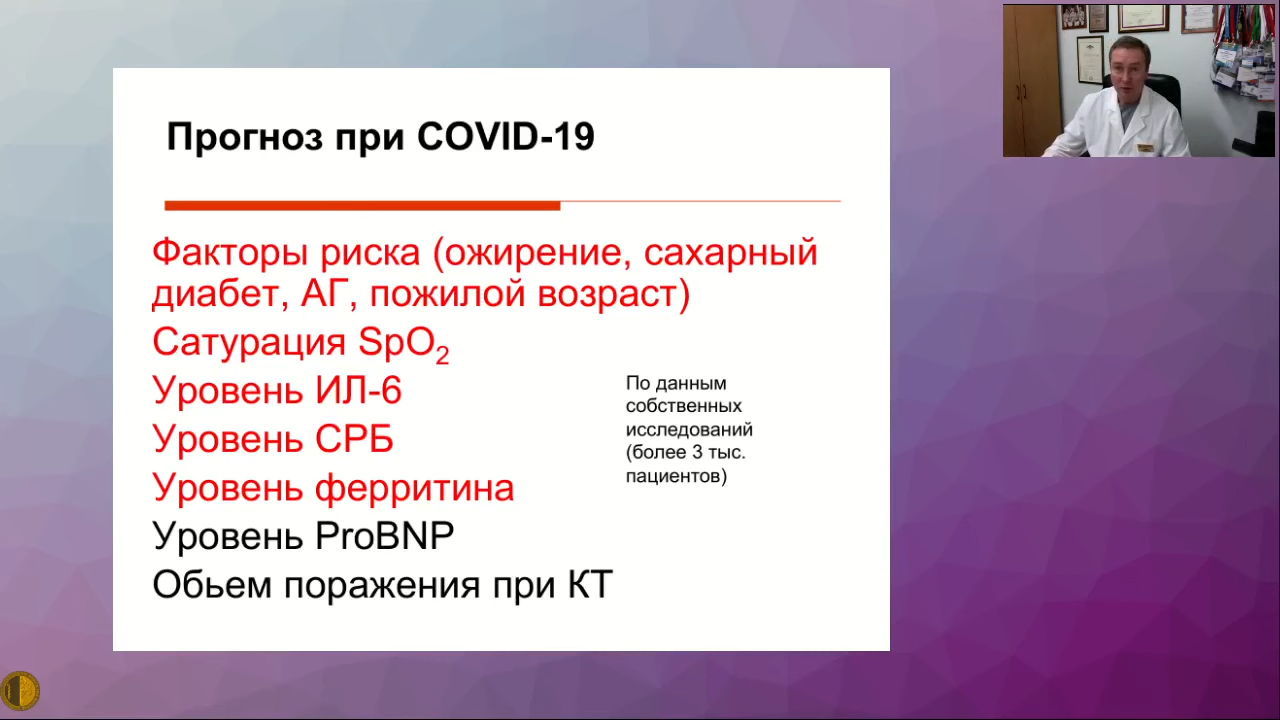 Прогноз при COVID-19
Факторы риска (ожирение, сахарный
диабет, АГ, пожилой возраст)
Сатурация SpO2
Уровень ИЛ-6
Уровень СРБ
Уровень ферритина
Уровень ProBNP
Обьем поражения при КТ
По данным
собственных
исследований
(более 3 тыс.
пациентов)